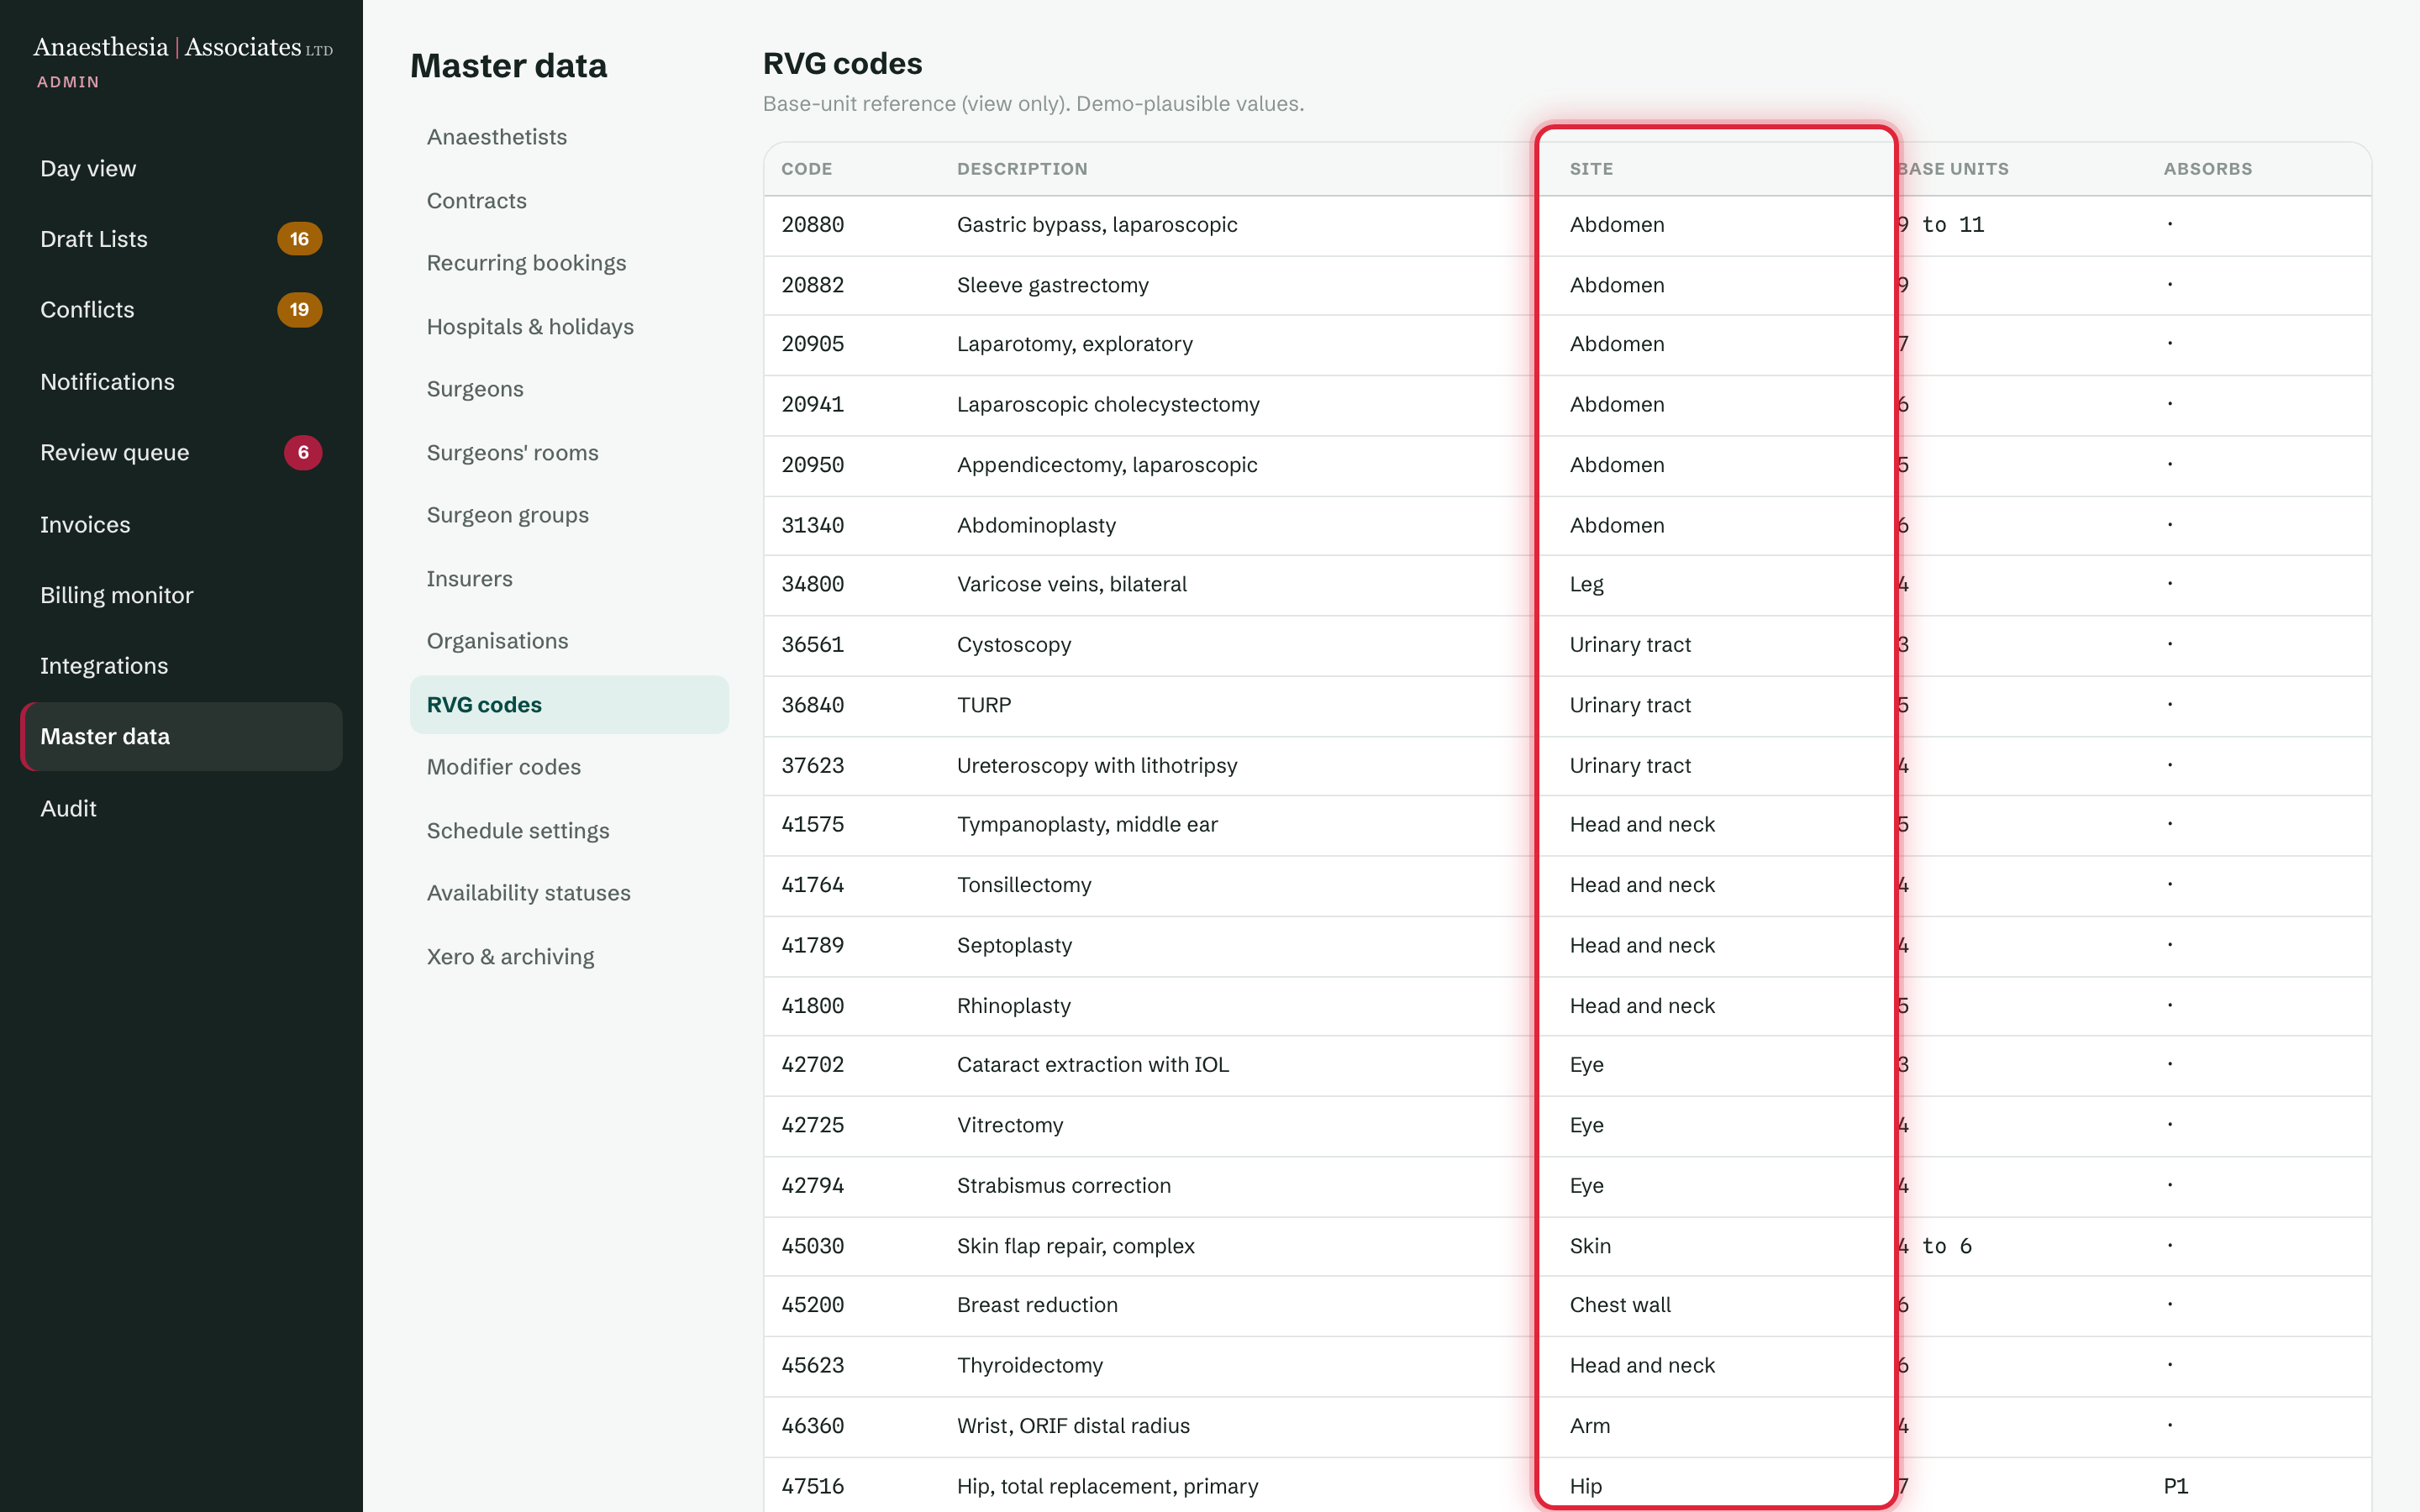 Anaesthesia | Associates LTD
ADMIN
Day view
Draft Lists 16
Conflicts 19
Notifications
Review queue 6
Invoices
Billing monitor
Integrations
Master data
Audit
Master data
Anaesthetists
Contracts
Recurring bookings
Hospitals & holidays
Surgeons
Surgeons' rooms
Surgeon groups
Insurers
Organisations
RVG codes
Modifier codes
Schedule settings
Availability statuses
Xero & archiving
RVG codes
Base-unit reference (view only). Demo-plausible values.
CODE DESCRIPTION SITE BASE UNITS ABSORBS
20880 Gastric bypass, laparoscopic Abdomen 9 to 11 ·
20882 Sleeve gastrectomy Abdomen 9 ·
20905 Laparotomy, exploratory Abdomen 7 ·
20941 Laparoscopic cholecystectomy Abdomen 6 ·
20950 Appendicectomy, laparoscopic Abdomen 5 ·
31340 Abdominoplasty Abdomen 6 ·
34800 Varicose veins, bilateral Leg 4 ·
36561 Cystoscopy Urinary tract 3 ·
36840 TURP Urinary tract 5 ·
37623 Ureteroscopy with lithotripsy Urinary tract 4 ·
41575 Tympanoplasty, middle ear Head and neck 5 ·
41764 Tonsillectomy Head and neck 4 ·
41789 Septoplasty Head and neck 4 ·
41800 Rhinoplasty Head and neck 5 ·
42702 Cataract extraction with IOL Eye 3 ·
42725 Vitrectomy Eye 4 ·
42794 Strabismus correction Eye 4 ·
45030 Skin flap repair, complex Skin 4 to 6 ·
45200 Breast reduction Chest wall 6 ·
45623 Thyroidectomy Head and neck 6 ·
46360 Wrist, ORIF distal radius Arm 4 ·
47516 Hip, total replacement, primary Hip 7 P1